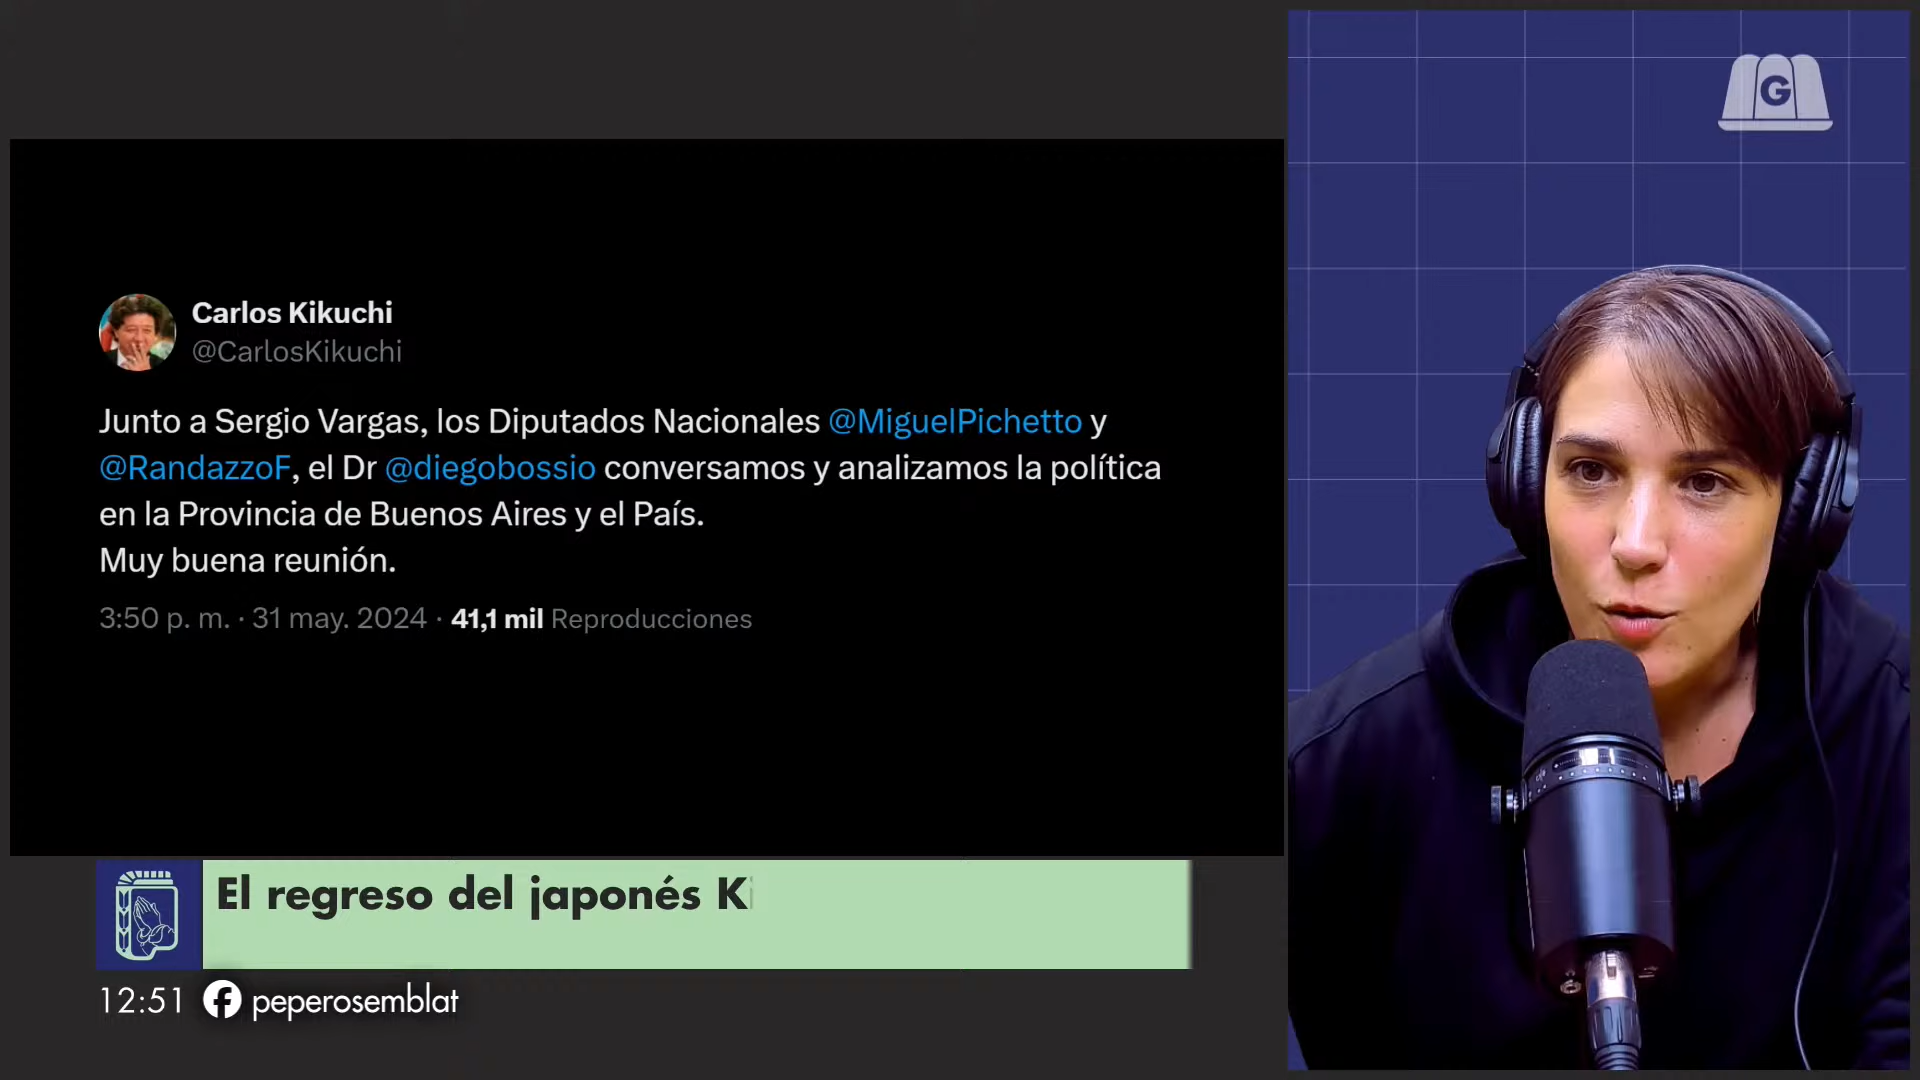 G
Carlos Kikuchi
@CarlosKikuchi
Junto a Sergio Vargas, los Diputados Nacionales @MiguelPichetto y
@RandazzoF, el Dr @diegobossio conversamos y analizamos la política
en la Provincia de Buenos Aires y el País.
Muy buena reunión.
3:50 p. m. · 31 may. 2024 · 41,1 mil Reproducciones
El regreso del japonés K
12:51 peperosemblat